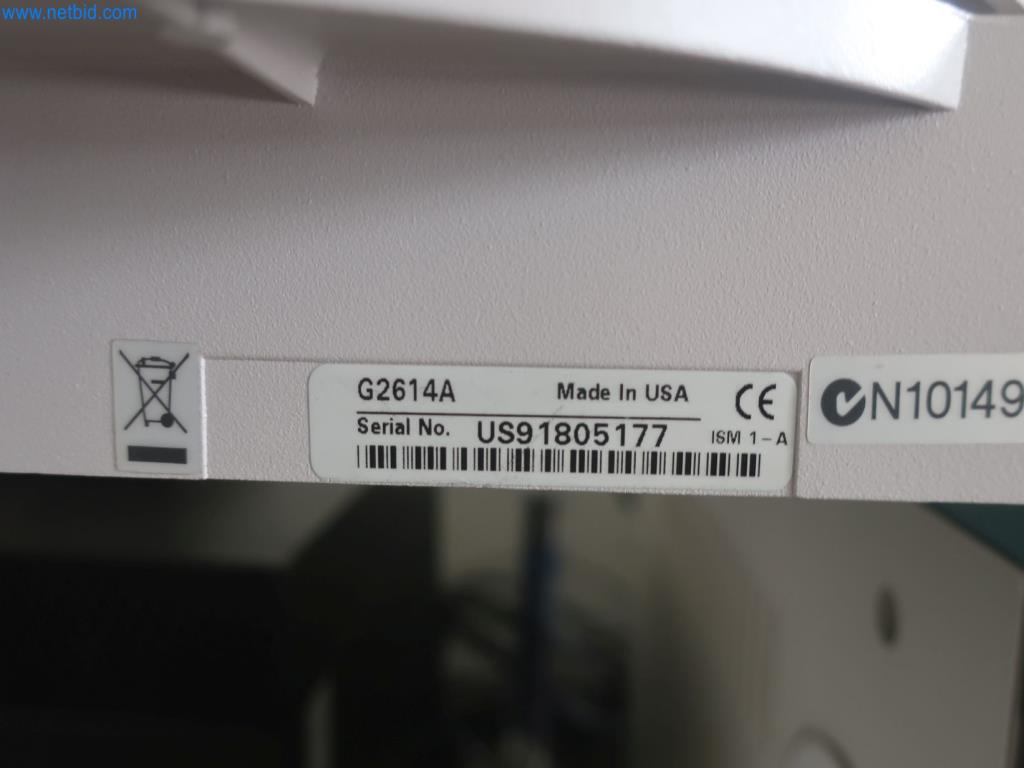 www.netbid.com
G2614A Made In USA CE
Serial No. US91805177 ISM 1-A
N10149